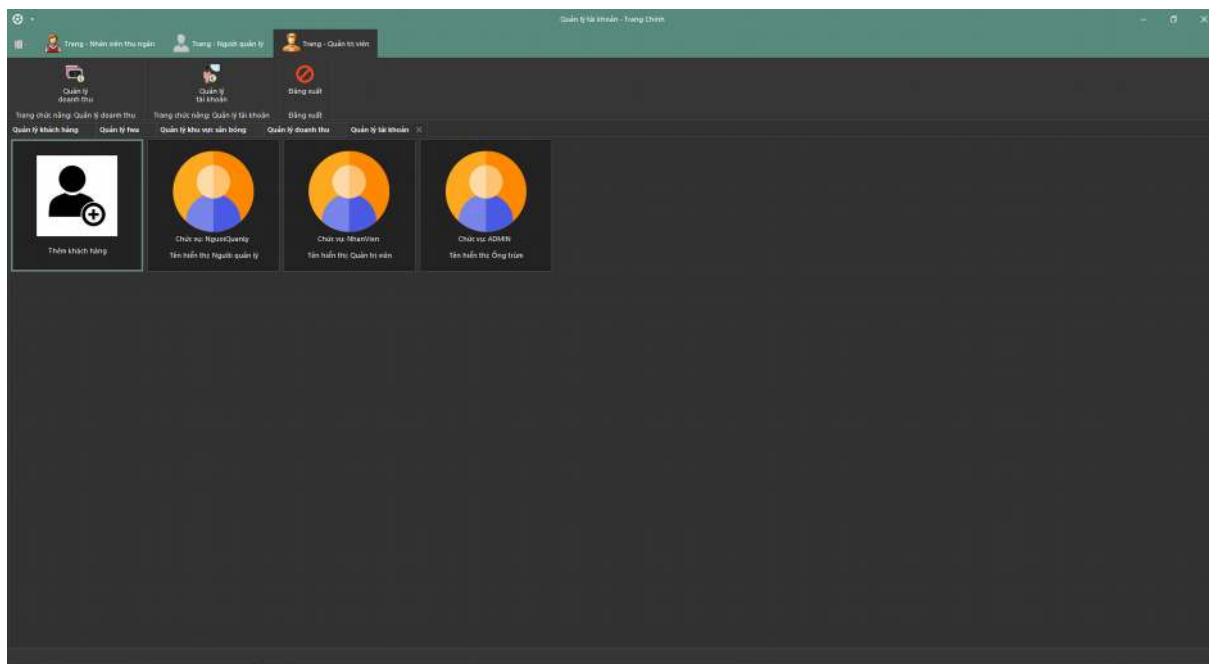 Quản lý tài khoản - Trang Chính
Trang - Nhân viên thu ngân
Trang - Người quản lý
Trang - Quản trị viên
Quản lý
doanh thu
Quản lý
tài khoản
Đăng xuất
Trang chức năng: Quản lý doanh thu
Trang chức năng: Quản lý tài khoản
Đăng xuất
Quản lý khách hàng
Quản lý fwa
Quản lý khu vực sân bóng
Quản lý doanh thu
Quản lý tài khoản
Thêm khách hàng
Chức vụ: NguoiQuanly
Tên hiển thị: Người quản lý
Chức vụ: NhanVien
Tên hiển thị: Quản trị viên
Chức vụ: ADMIN
Tên hiển thị: Ông trùm